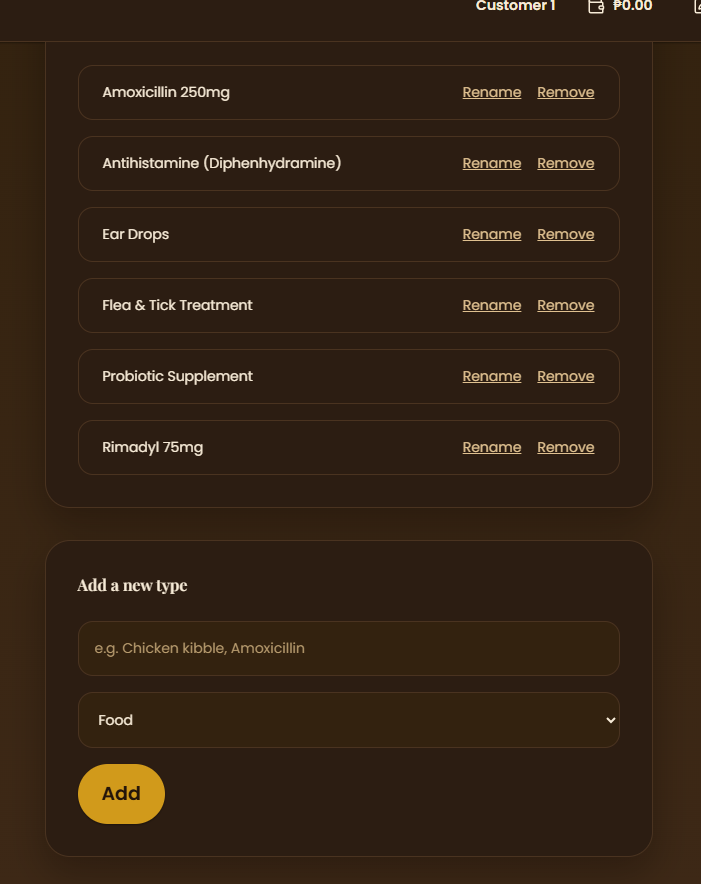 Customer 1 ₱0.00
Amoxicillin 250mg Rename Remove
Antihistamine (Diphenhydramine) Rename Remove
Ear Drops Rename Remove
Flea & Tick Treatment Rename Remove
Probiotic Supplement Rename Remove
Rimadyl 75mg Rename Remove
Add a new type
e.g. Chicken kibble, Amoxicillin
Food
Add